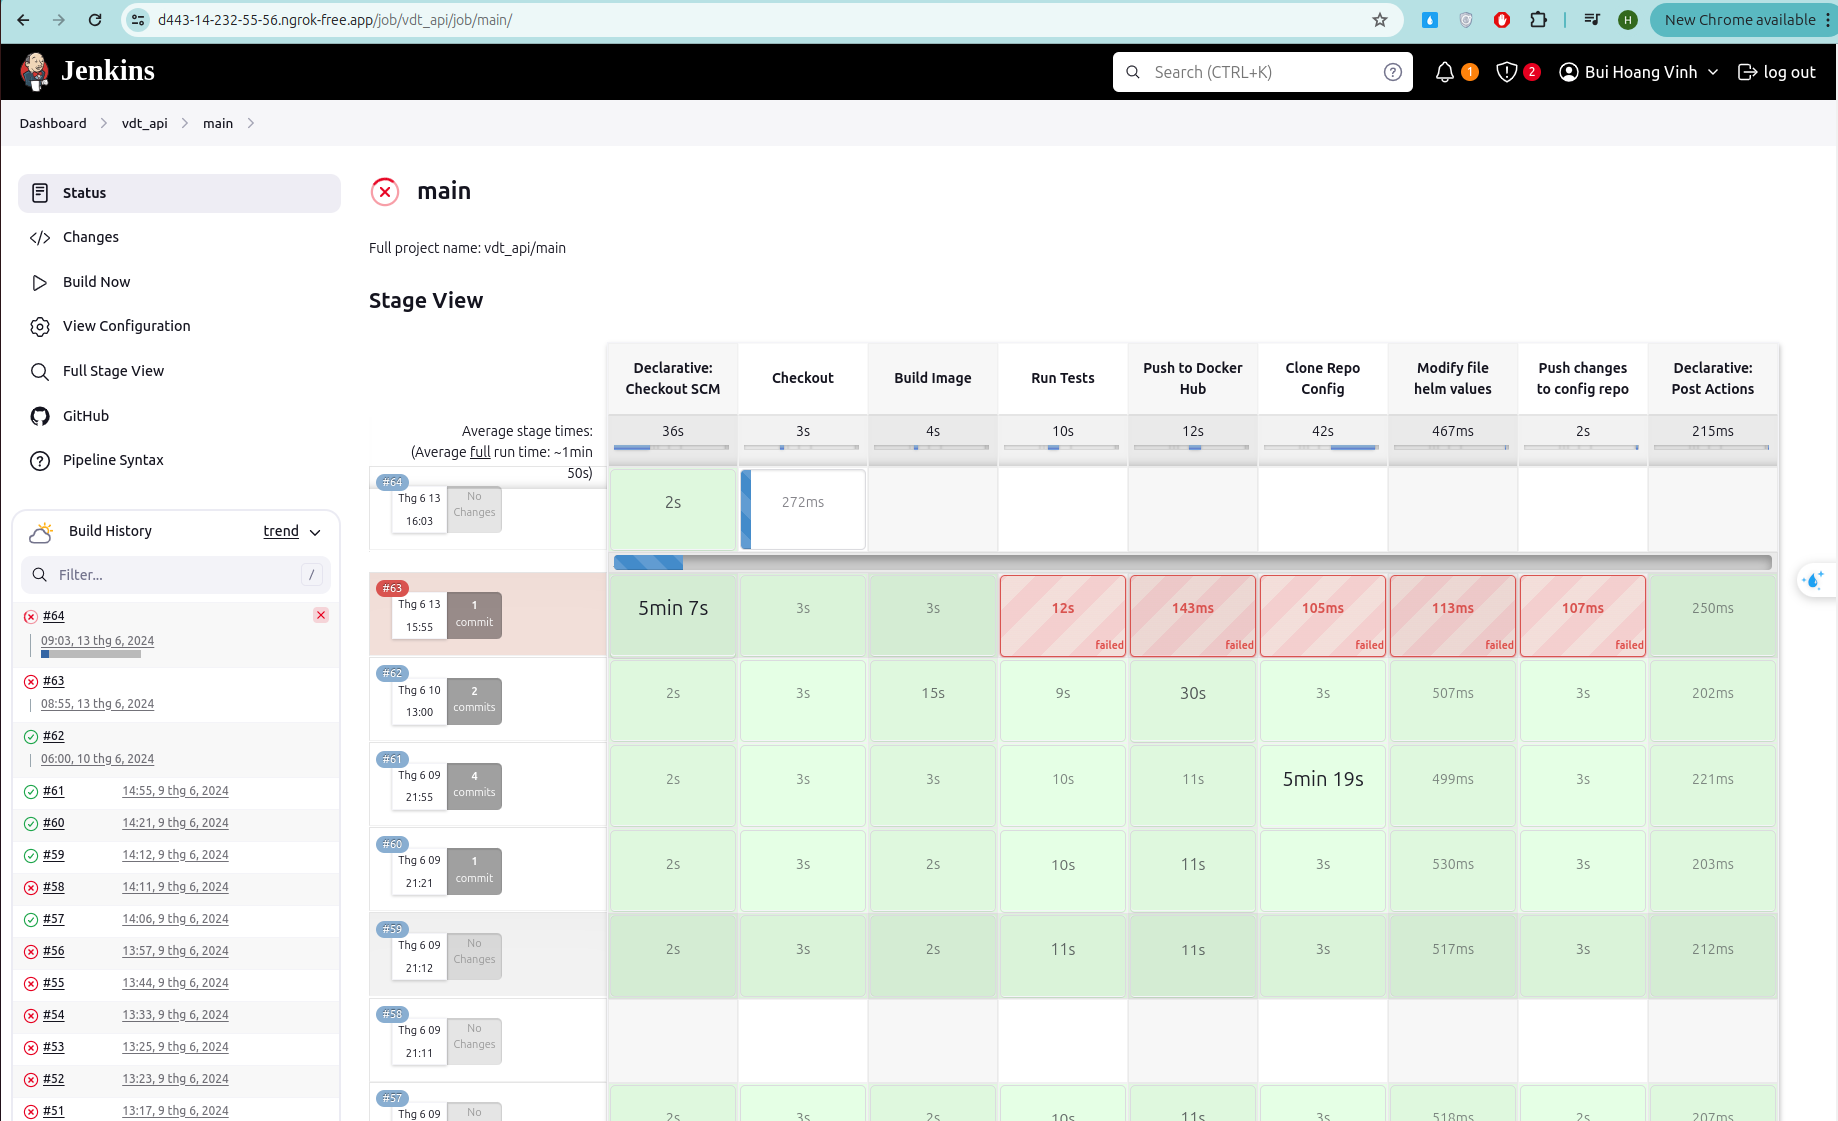 d443-14-232-55-56.ngrok-free.app/job/vdt_api/job/main/
H
New Chrome available
Jenkins
Search (CTRL+K)
1
2
Bui Hoang Vinh
log out
Dashboard
vdt_api
main
Status
Changes
Build Now
View Configuration
Full Stage View
GitHub
Pipeline Syntax
Build History
trend
Filter...
/
#64
09:03, 13 thg 6, 2024
#63
08:55, 13 thg 6, 2024
#62
06:00, 10 thg 6, 2024
#61 14:55, 9 thg 6, 2024
#60 14:21, 9 thg 6, 2024
#59 14:12, 9 thg 6, 2024
#58 14:11, 9 thg 6, 2024
#57 14:06, 9 thg 6, 2024
#56 13:57, 9 thg 6, 2024
#55 13:44, 9 thg 6, 2024
#54 13:33, 9 thg 6, 2024
#53 13:25, 9 thg 6, 2024
#52 13:23, 9 thg 6, 2024
#51 13:17, 9 thg 6, 2024
main
Full project name: vdt_api/main
Stage View
Declarative:
Checkout SCM
Checkout
Build Image
Run Tests
Push to Docker
Hub
Clone Repo
Config
Modify file
helm values
Push changes
to config repo
Declarative:
Post Actions
Average stage times:
(Average full run time: ~1min
50s)
36s 3s 4s 10s 12s 42s 467ms 2s 215ms
#64
Thg 6 13
16:03
No
Changes
2s 272ms
#63
Thg 6 13
15:55
1
commit
5min 7s 3s 3s 12s 143ms 105ms 113ms 107ms 250ms
failed failed failed failed failed
#62
Thg 6 10
13:00
2
commits
2s 3s 15s 9s 30s 3s 507ms 3s 202ms
#61
Thg 6 09
21:55
4
commits
2s 3s 3s 10s 11s 5min 19s 499ms 3s 221ms
#60
Thg 6 09
21:21
1
commit
2s 3s 2s 10s 11s 3s 530ms 3s 203ms
#59
Thg 6 09
21:12
No
Changes
2s 3s 2s 11s 11s 3s 517ms 3s 212ms
#58
Thg 6 09
21:11
No
Changes
#57
Thg 6 09
No
2s 3s 2s 10s 11s 3s 518ms 2s 207ms